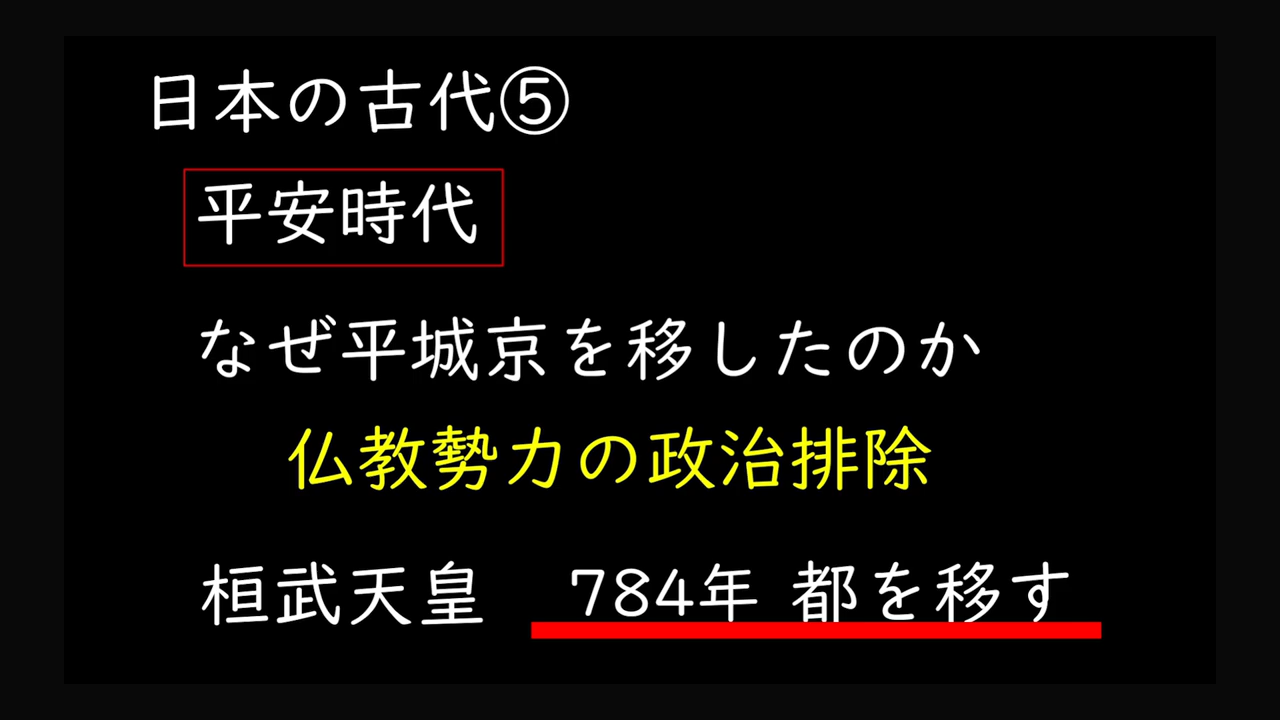 日本の古代⑤
平安時代
なぜ平城京を移したのか
仏教勢力の政治排除
桓武天皇 784年 都を移す